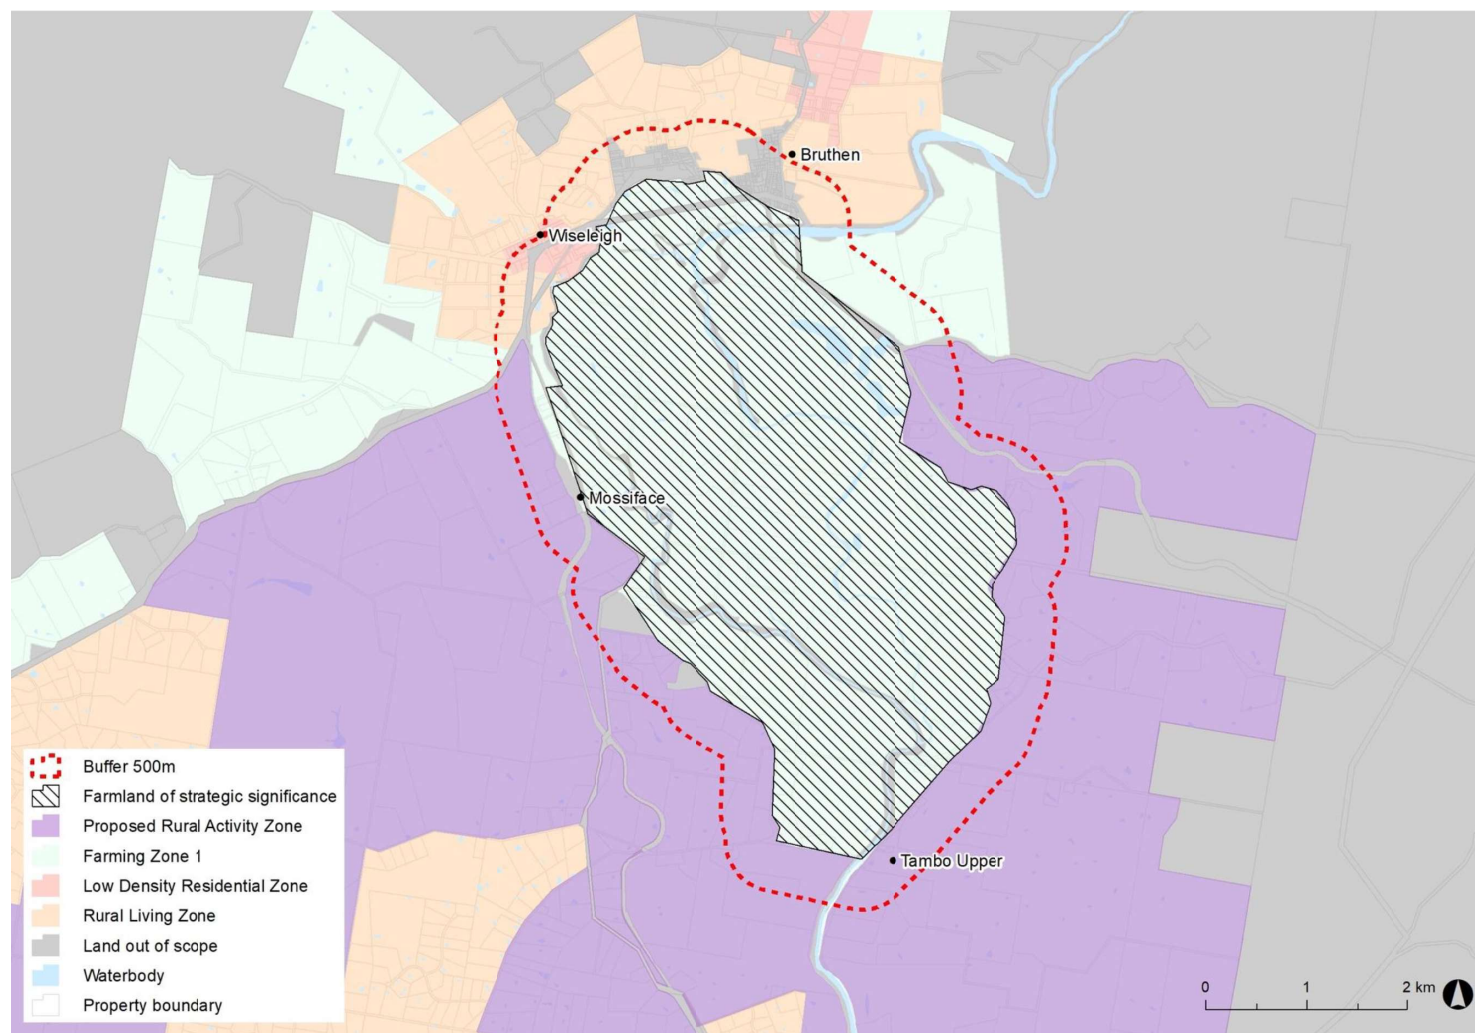 Bruthen
Wiseleigh
Mossiface
Tambo Upper
Buffer 500m
Farmland of strategic significance
Proposed Rural Activity Zone
Farming Zone 1
Low Density Residential Zone
Rural Living Zone
Land out of scope
Waterbody
Property boundary
0 1 2 km